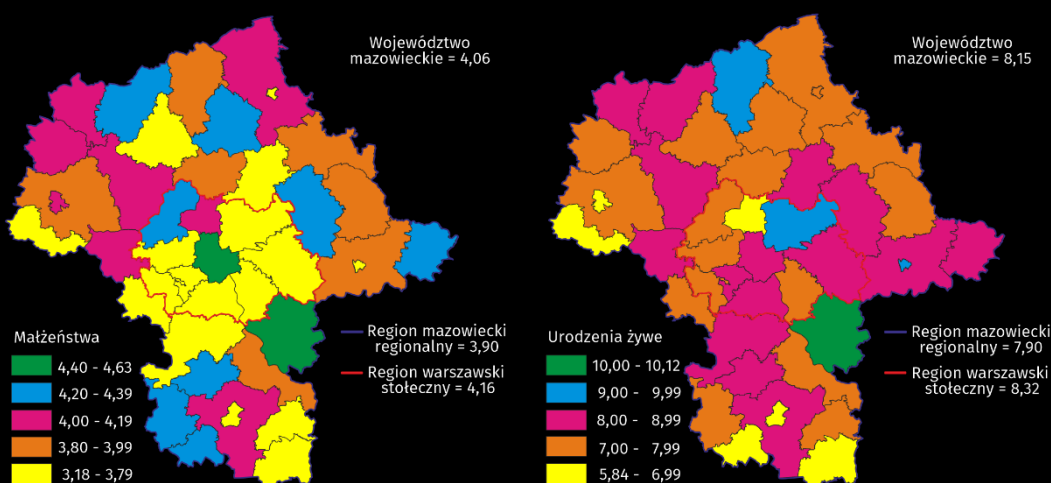 Województwo
mazowieckie = 4,06
Małżeństwa
4,40 - 4,63
4,20 - 4,39
4,00 - 4,19
3,80 - 3,99
3,18 - 3,79
Region mazowiecki
regionalny = 3,90
Region warszawski
stołeczny = 4,16
Województwo
mazowieckie = 8,15
Urodzenia żywe
10,00 - 10,12
9,00 - 9,99
8,00 - 8,99
7,00 - 7,99
5,84 - 6,99
Region mazowiecki
regionalny = 7,90
Region warszawski
stołeczny = 8,32